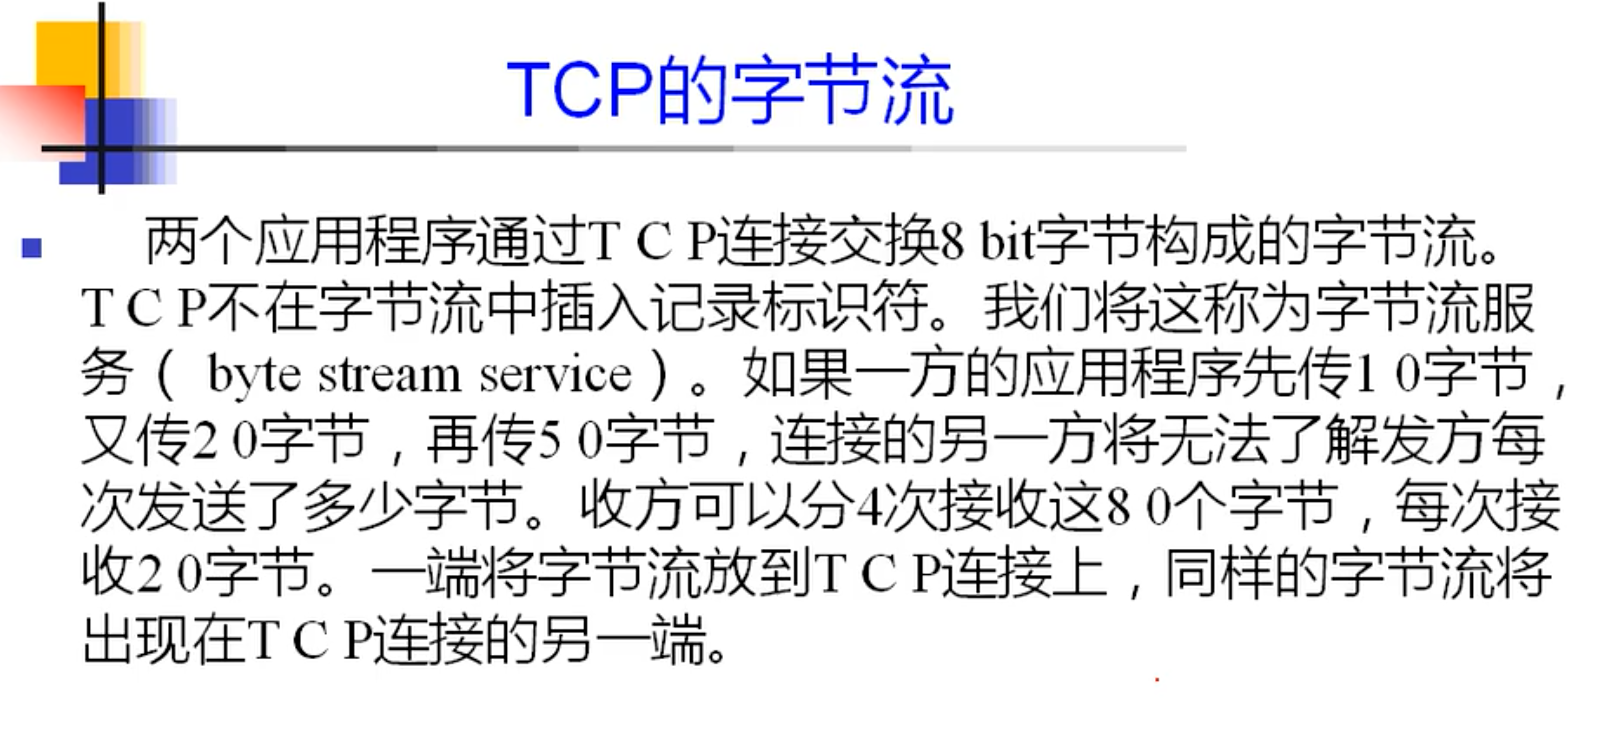 TCP的字节流
两个应用程序通过T C P连接交换8 bit字节构成的字节流。
T C P不在字节流中插入记录标识符。我们将这称为字节流服
务（ byte stream service）。如果一方的应用程序先传1 0字节，
又传2 0字节，再传5 0字节，连接的另一方将无法了解发方每
次发送了多少字节。收方可以分4次接收这8 0个字节，每次接
收2 0字节。一端将字节流放到T C P连接上，同样的字节流将
出现在T C P连接的另一端。